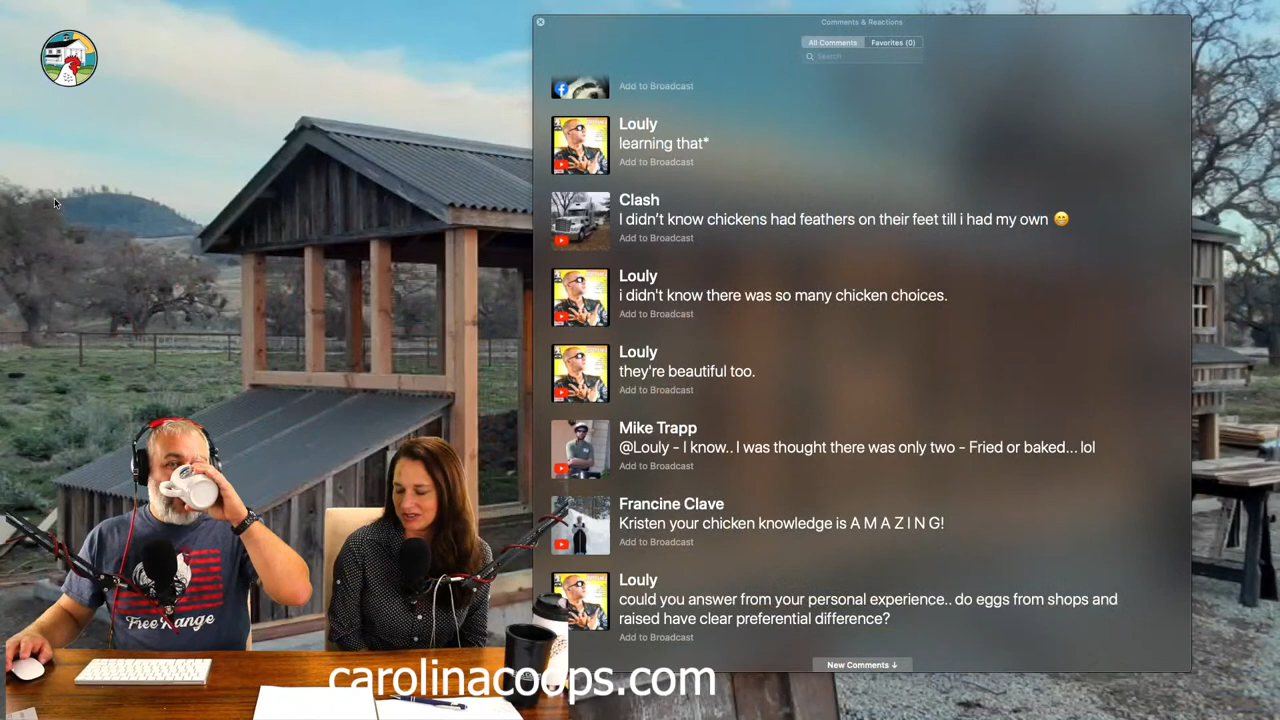 Comments & Reactions
All Comments Favorites (0)
Search
Add to Broadcast
Louly
learning that*
Add to Broadcast
Clash
I didn't know chickens had feathers on their feet till i had my own 😁
Add to Broadcast
Louly
i didn't know there was so many chicken choices.
Add to Broadcast
Louly
they're beautiful too.
Add to Broadcast
Mike Trapp
@Louly - I know.. I was thought there was only two - Fried or baked... lol
Add to Broadcast
Francine Clave
Kristen your chicken knowledge is A M A Z I N G!
Add to Broadcast
Louly
could you answer from your personal experience.. do eggs from shops and
raised have clear preferential difference?
Add to Broadcast
New Comments ↓
Free Range
carolinacoops.com